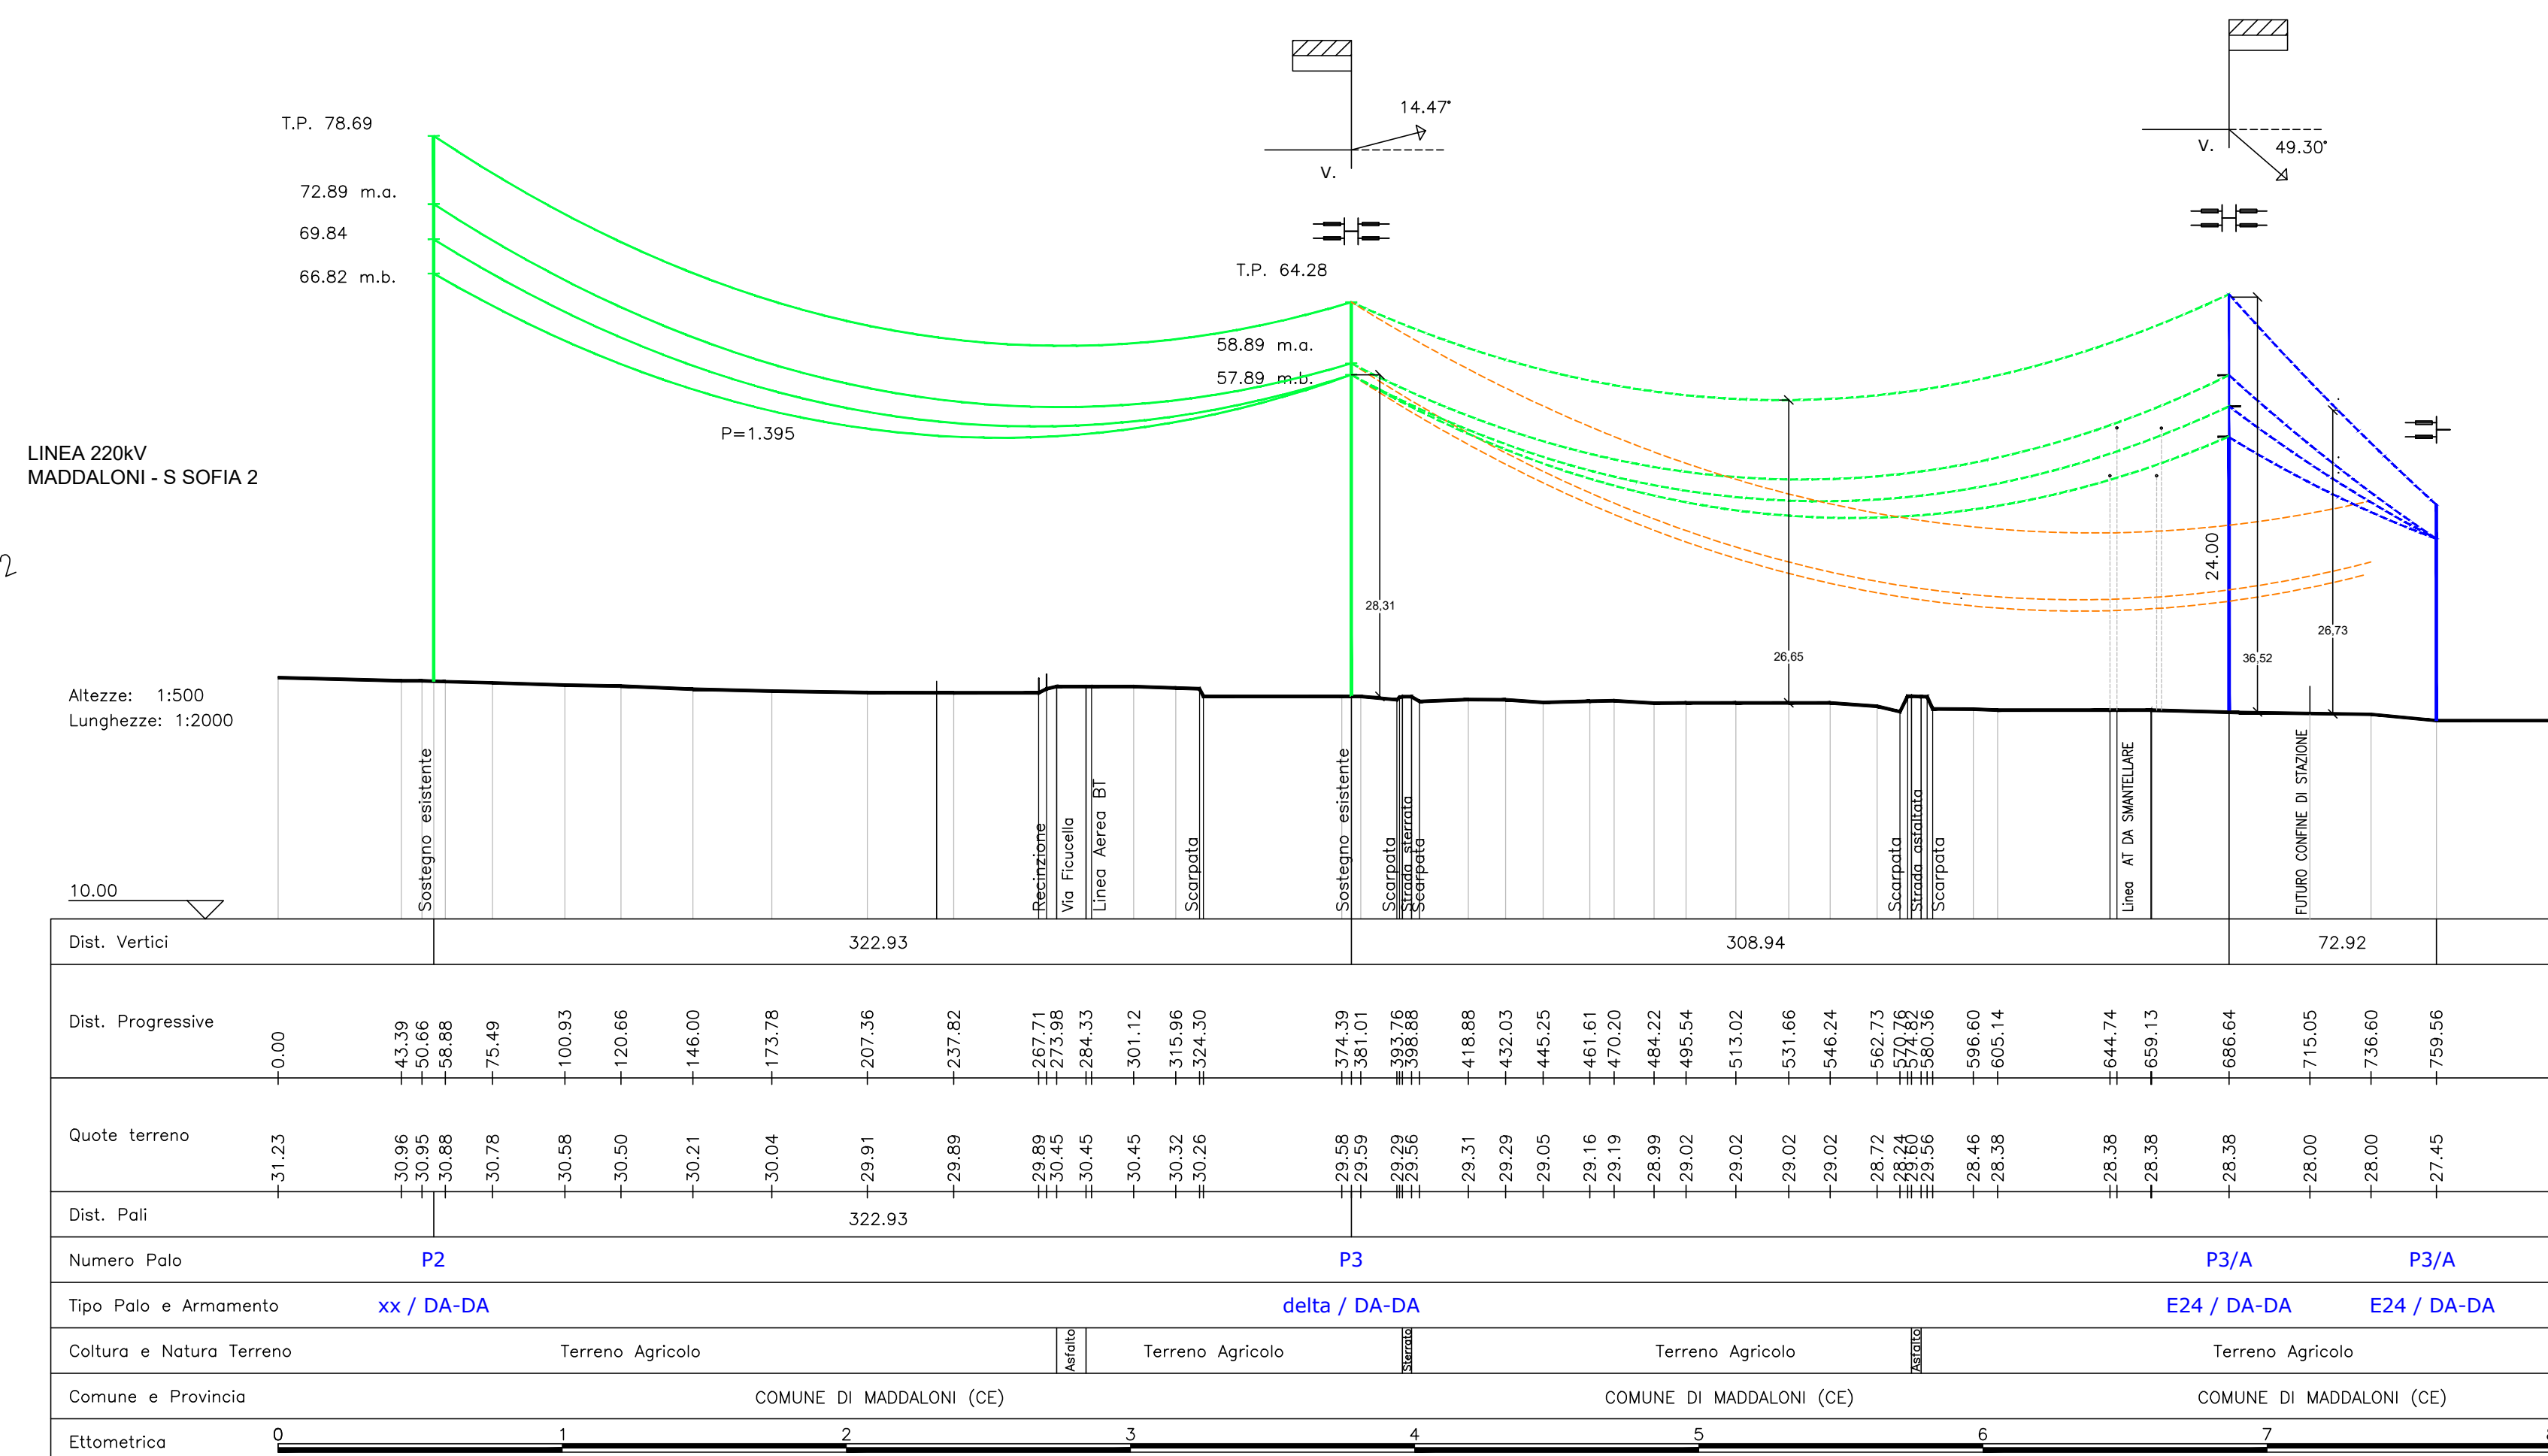 14.47°
V.
49.30°
V.
T.P. 78.69
72.89 m.a.
69.84
66.82 m.b.
T.P. 64.28
58.89 m.a.
57.89 m.b.
P=1.395
LINEA 220kV
MADDALONI - S SOFIA 2
2
24.00
28,31
26,65
36,52
26,73
Altezze: 1:500
Lunghezze: 1:2000
Sostegno esistente
Recinzione
Via Ficucella
Linea Aerea BT
Scarpata
Sostegno esistente
Scarpata
Strada sterrata
Scarpata
Scarpata
Strada asfaltata
Scarpata
Linea AT DA SMANTELLARE
FUTURO CONFINE DI STAZIONE
10.00
Dist. Vertici 322.93 308.94 72.92
Dist. Progressive 0.00 43.39 50.66 58.88 75.49 100.93 120.66 146.00 173.78 207.36 237.82 267.71 273.98 284.33 301.12 315.96 324.30 374.39 381.01 393.76 398.88 418.88 432.03 445.25 461.61 470.20 484.22 495.54 513.02 531.66 546.24 562.73 570.76 574.82 580.36 596.60 605.14 644.74 659.13 686.64 715.05 736.60 759.56
Quote terreno 31.23 30.96 30.95 30.88 30.78 30.58 30.50 30.21 30.04 29.91 29.89 29.89 30.45 30.45 30.45 30.32 30.26 29.58 29.59 29.29 29.56 29.31 29.29 29.05 29.16 29.19 28.99 29.02 29.02 29.02 29.02 28.72 28.24 29.60 29.56 28.46 28.38 28.38 28.38 28.38 28.00 28.00 27.45
Dist. Pali 322.93
Numero Palo P2 P3 P3/A P3/A
Tipo Palo e Armamento xx / DA-DA delta / DA-DA E24 / DA-DA E24 / DA-DA
Coltura e Natura Terreno Terreno Agricolo Asfalto Terreno Agricolo Sterrato Terreno Agricolo Asfalto Terreno Agricolo
Comune e Provincia COMUNE DI MADDALONI (CE) COMUNE DI MADDALONI (CE) COMUNE DI MADDALONI (CE)
Ettometrica 0 1 2 3 4 5 6 7